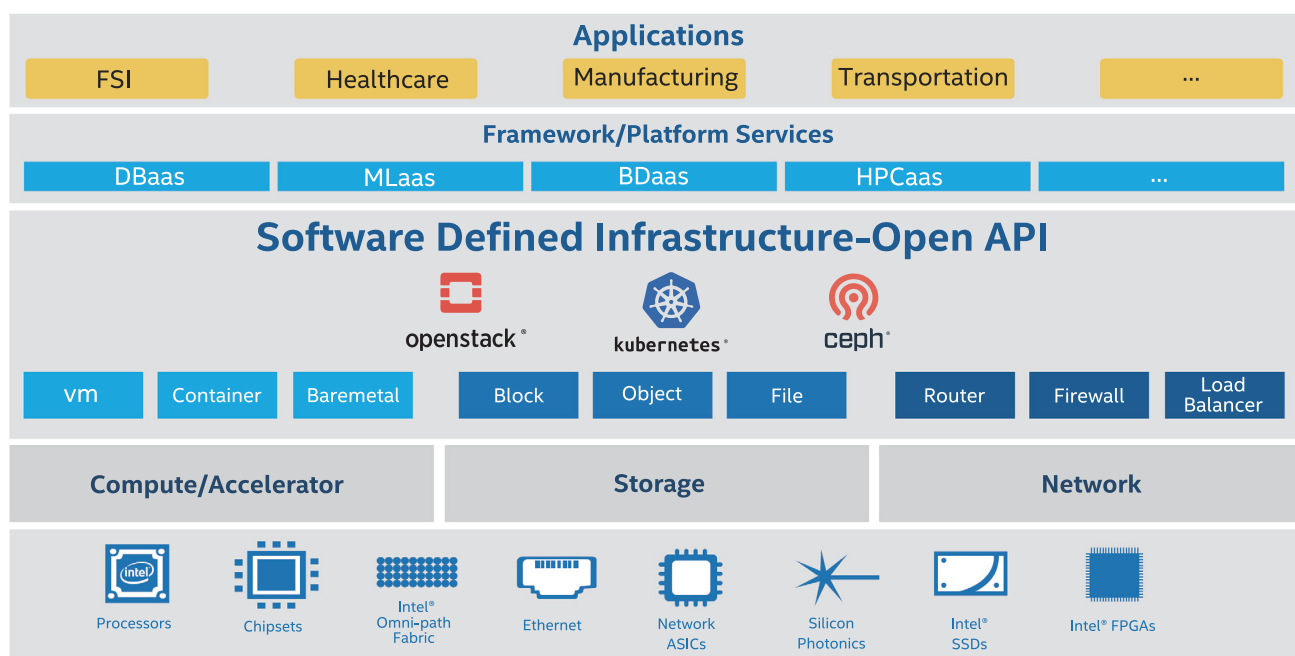 Applications
FSI
Healthcare
Manufacturing
Transportation
...
Framework/Platform Services
DBaas
MLaas
BDaas
HPCaas
...
Software Defined Infrastructure-Open API
openstack®
kubernetes®
ceph®
vm
Container
Baremetal
Block
Object
File
Router
Firewall
Load
Balancer
Compute/Accelerator
Storage
Network
intel
Processors
Chipsets
Intel®
Omni-path
Fabric
Ethernet
Network
ASICs
Silicon
Photonics
Intel®
SSDs
Intel® FPGAs